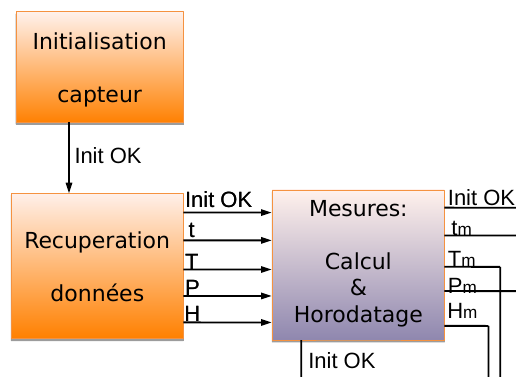 Initialisation
capteur
Init OK
Recuperation
données
Init OK
t
T
P
H
Mesures:
Calcul
&
Horodatage
Init OK
tm
Tm
Pm
Hm
Init OK